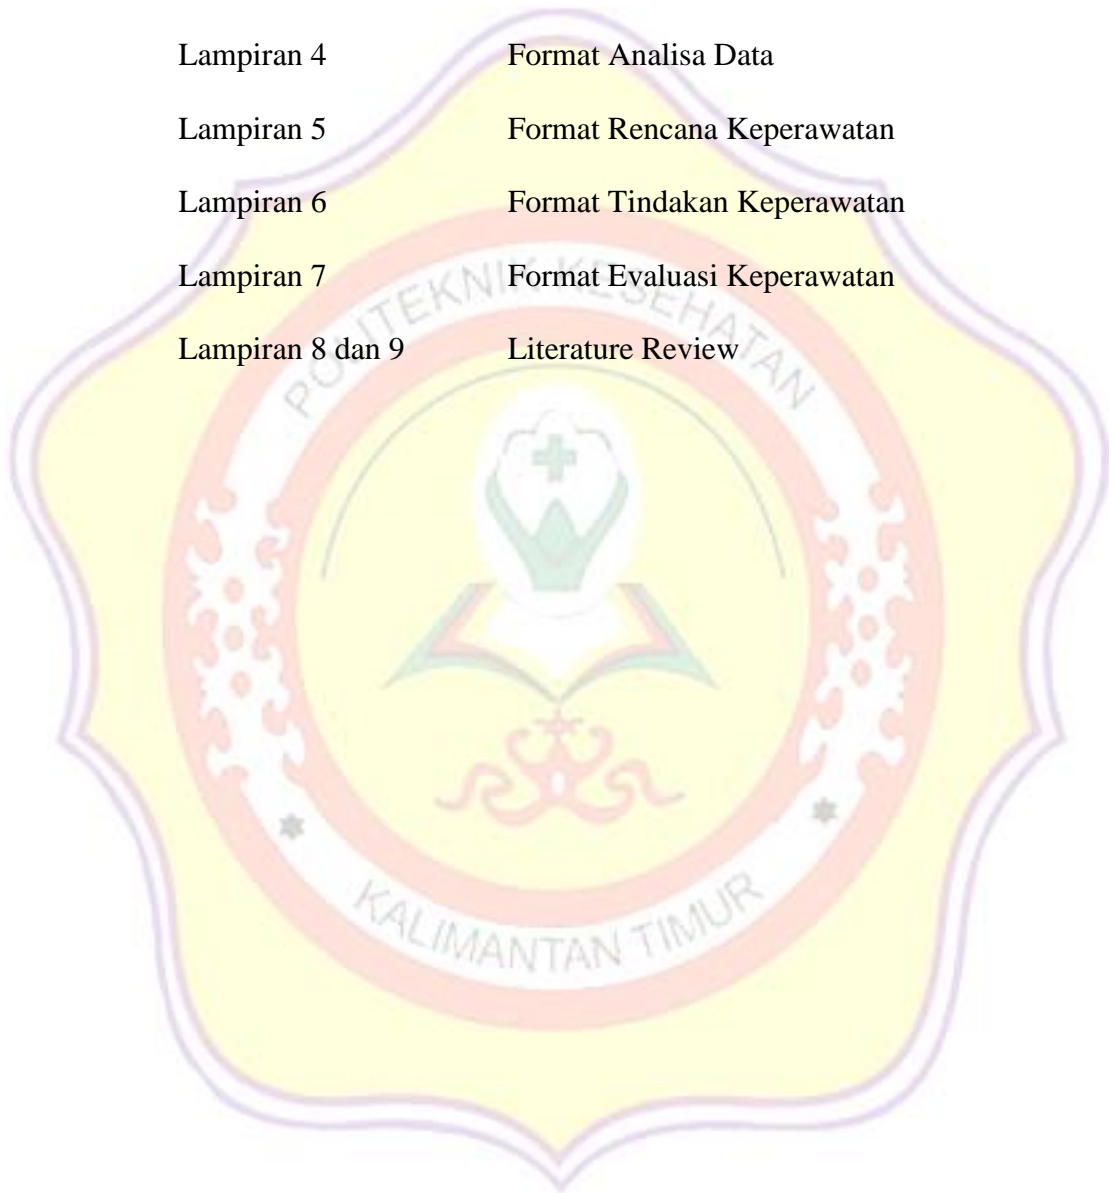 Lampiran 4 Format Analisa Data
Lampiran 5 Format Rencana Keperawatan
Lampiran 6 Format Tindakan Keperawatan
Lampiran 7 Format Evaluasi Keperawatan
Lampiran 8 dan 9 Literature Review
POLITEKNIK KESEHATAN
KALIMANTAN TIMUR